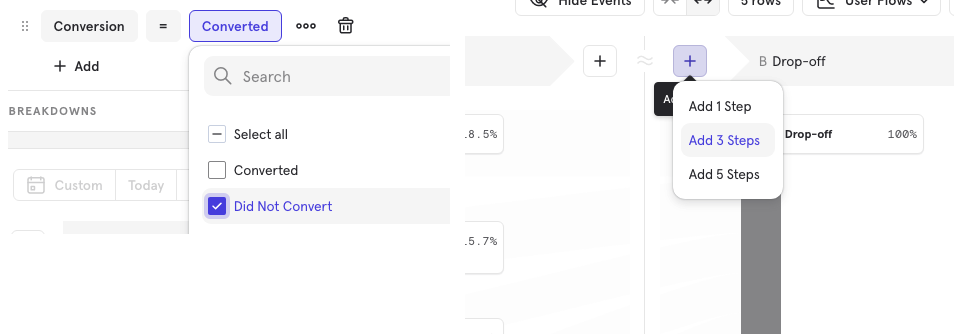 Conversion = Converted •••
+ Add
Search
BREAKDOWNS
Select all
Converted
Custom Today
Did Not Convert
Hide Events 5 rows User Flows
B Drop-off
Add 1 Step
8.5%
Drop-off 100%
Add 3 Steps
Add 5 Steps
5.7%